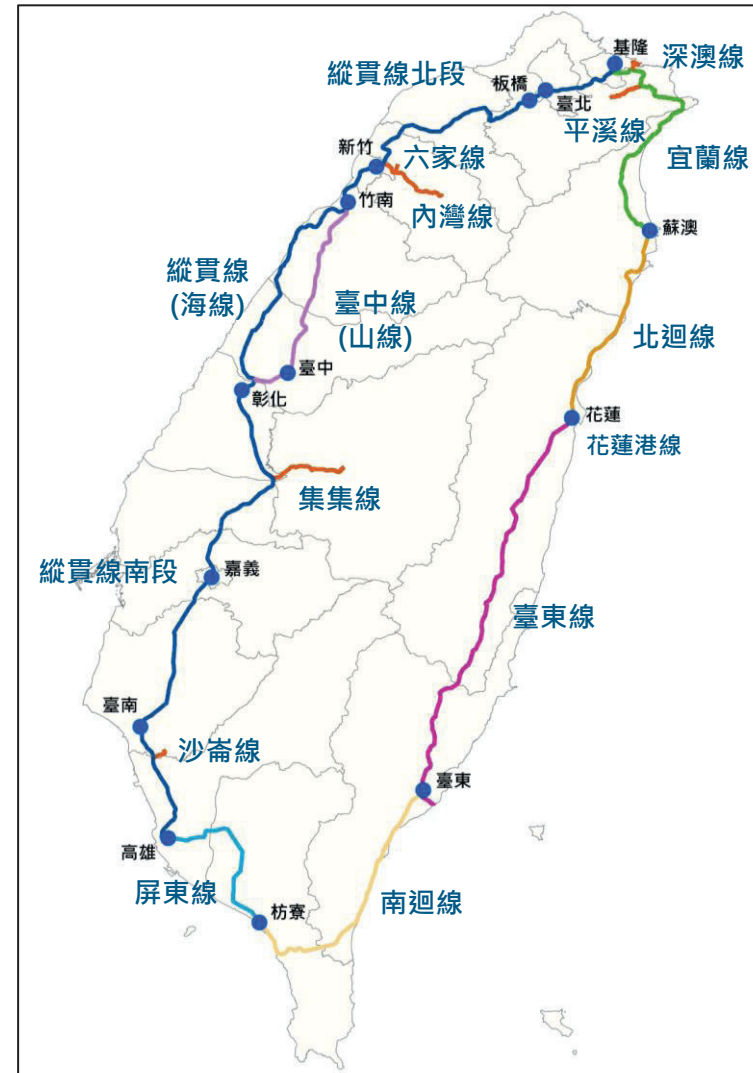 基隆
深澳線
縱貫線北段
板橋
臺北
平溪線
宜蘭線
新竹
六家線
內灣線
竹南
蘇澳
縱貫線
(海線)
臺中線
(山線)
北迴線
臺中
彰化
花蓮
花蓮港線
集集線
縱貫線南段
嘉義
臺東線
臺南
沙崙線
臺東
高雄
屏東線
枋寮
南迴線